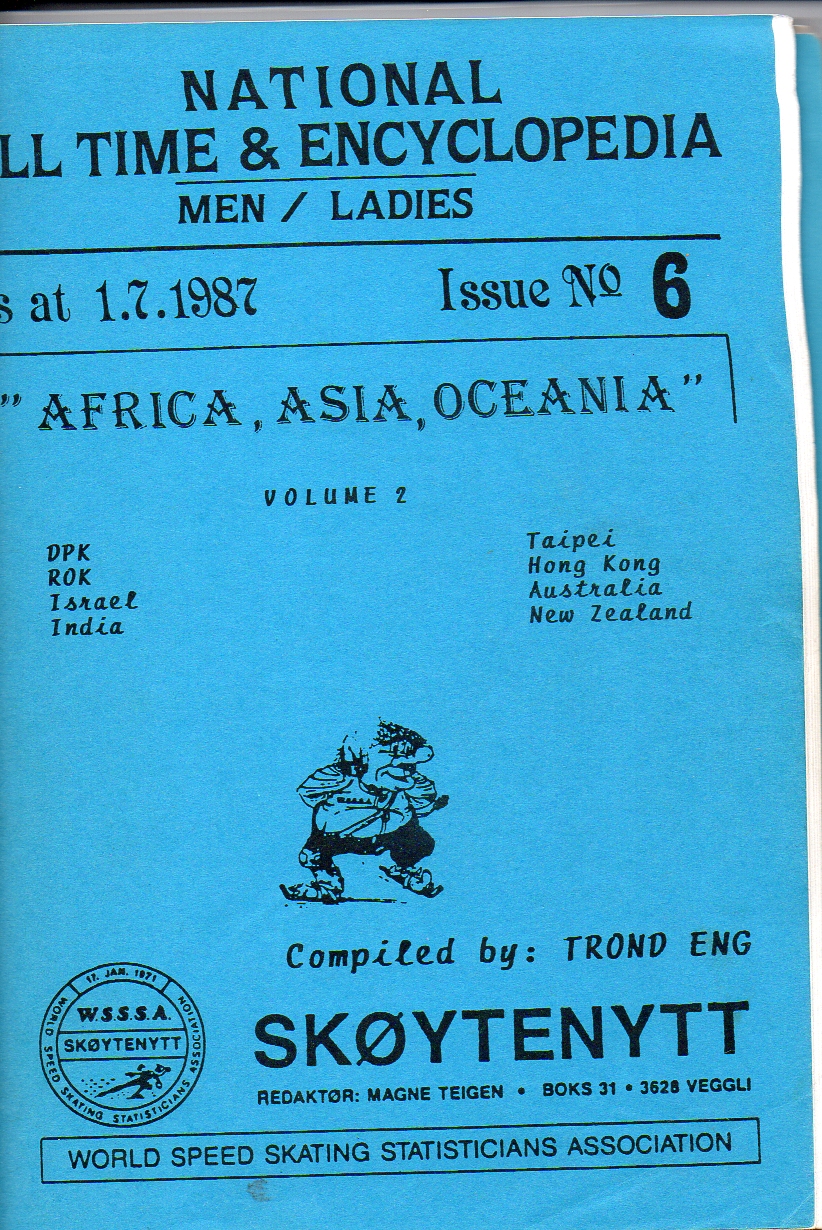 NATIONAL
LL TIME & ENCYCLOPEDIA
MEN / LADIES
s at 1.7.1987
Issue Nº 6
" AFRICA, ASIA, OCEANIA"
VOLUME 2
DPK
ROK
Israel
India
Taipei
Hong Kong
Australia
New Zealand
Compiled by: TROND ENG
12. JAN. 1971
W.S.S.S.A.
SKØYTENYTT
WORLD SPEED SKATING STATISTICIANS ASSOCIATION
SKØYTENYTT
REDAKTØR: MAGNE TEIGEN • BOKS 31 • 3628 VEGGLI
WORLD SPEED SKATING STATISTICIANS ASSOCIATION